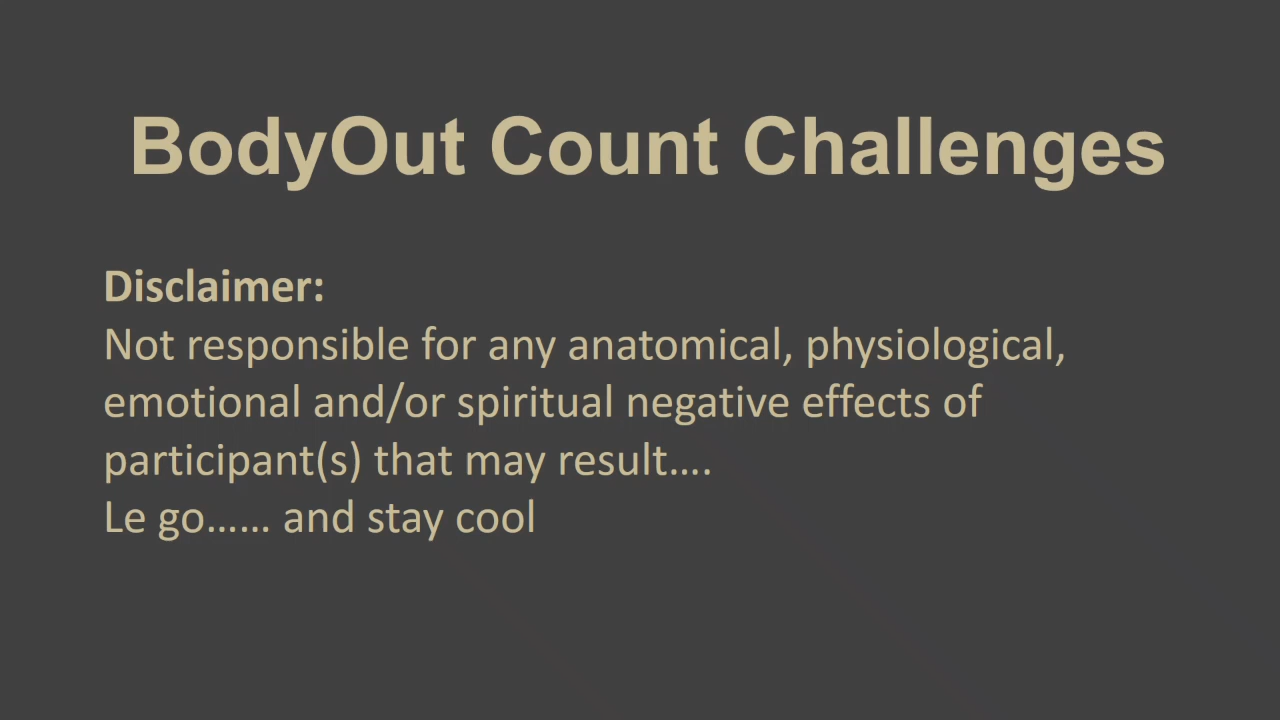 BodyOut Count Challenges
Disclaimer:
Not responsible for any anatomical, physiological,
emotional and/or spiritual negative effects of
participant(s) that may result….
Le go…… and stay cool